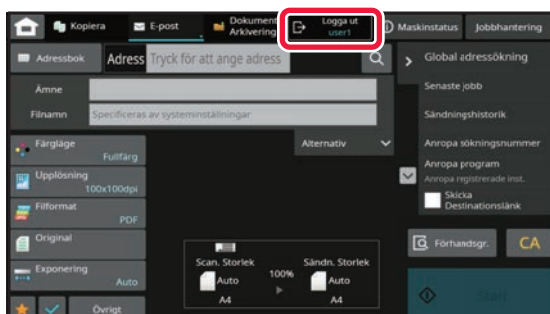 Kopiera
E-post
Dokument
Arkivering
Logga ut
user1
Maskinstatus
Jobbhantering
Adressbok
Adress
Tryck för att ange adress
Global adressökning
Ämne
Senaste jobb
Filnamn
Specificeras av systeminställningar
Sändningshistorik
Färgläge
Fullfärg
Alternativ
Anropa sökningsnummer
Upplösning
100x100dpi
Anropa program
Anropa registrerade inst.
Filformat
PDF
Skicka
Destinationslänk
Original
Förhandsgr.
CA
Exponering
Auto
Scan. Storlek
100%
Sändn. Storlek
Auto
Auto
A4
A4
Övrigt
Start